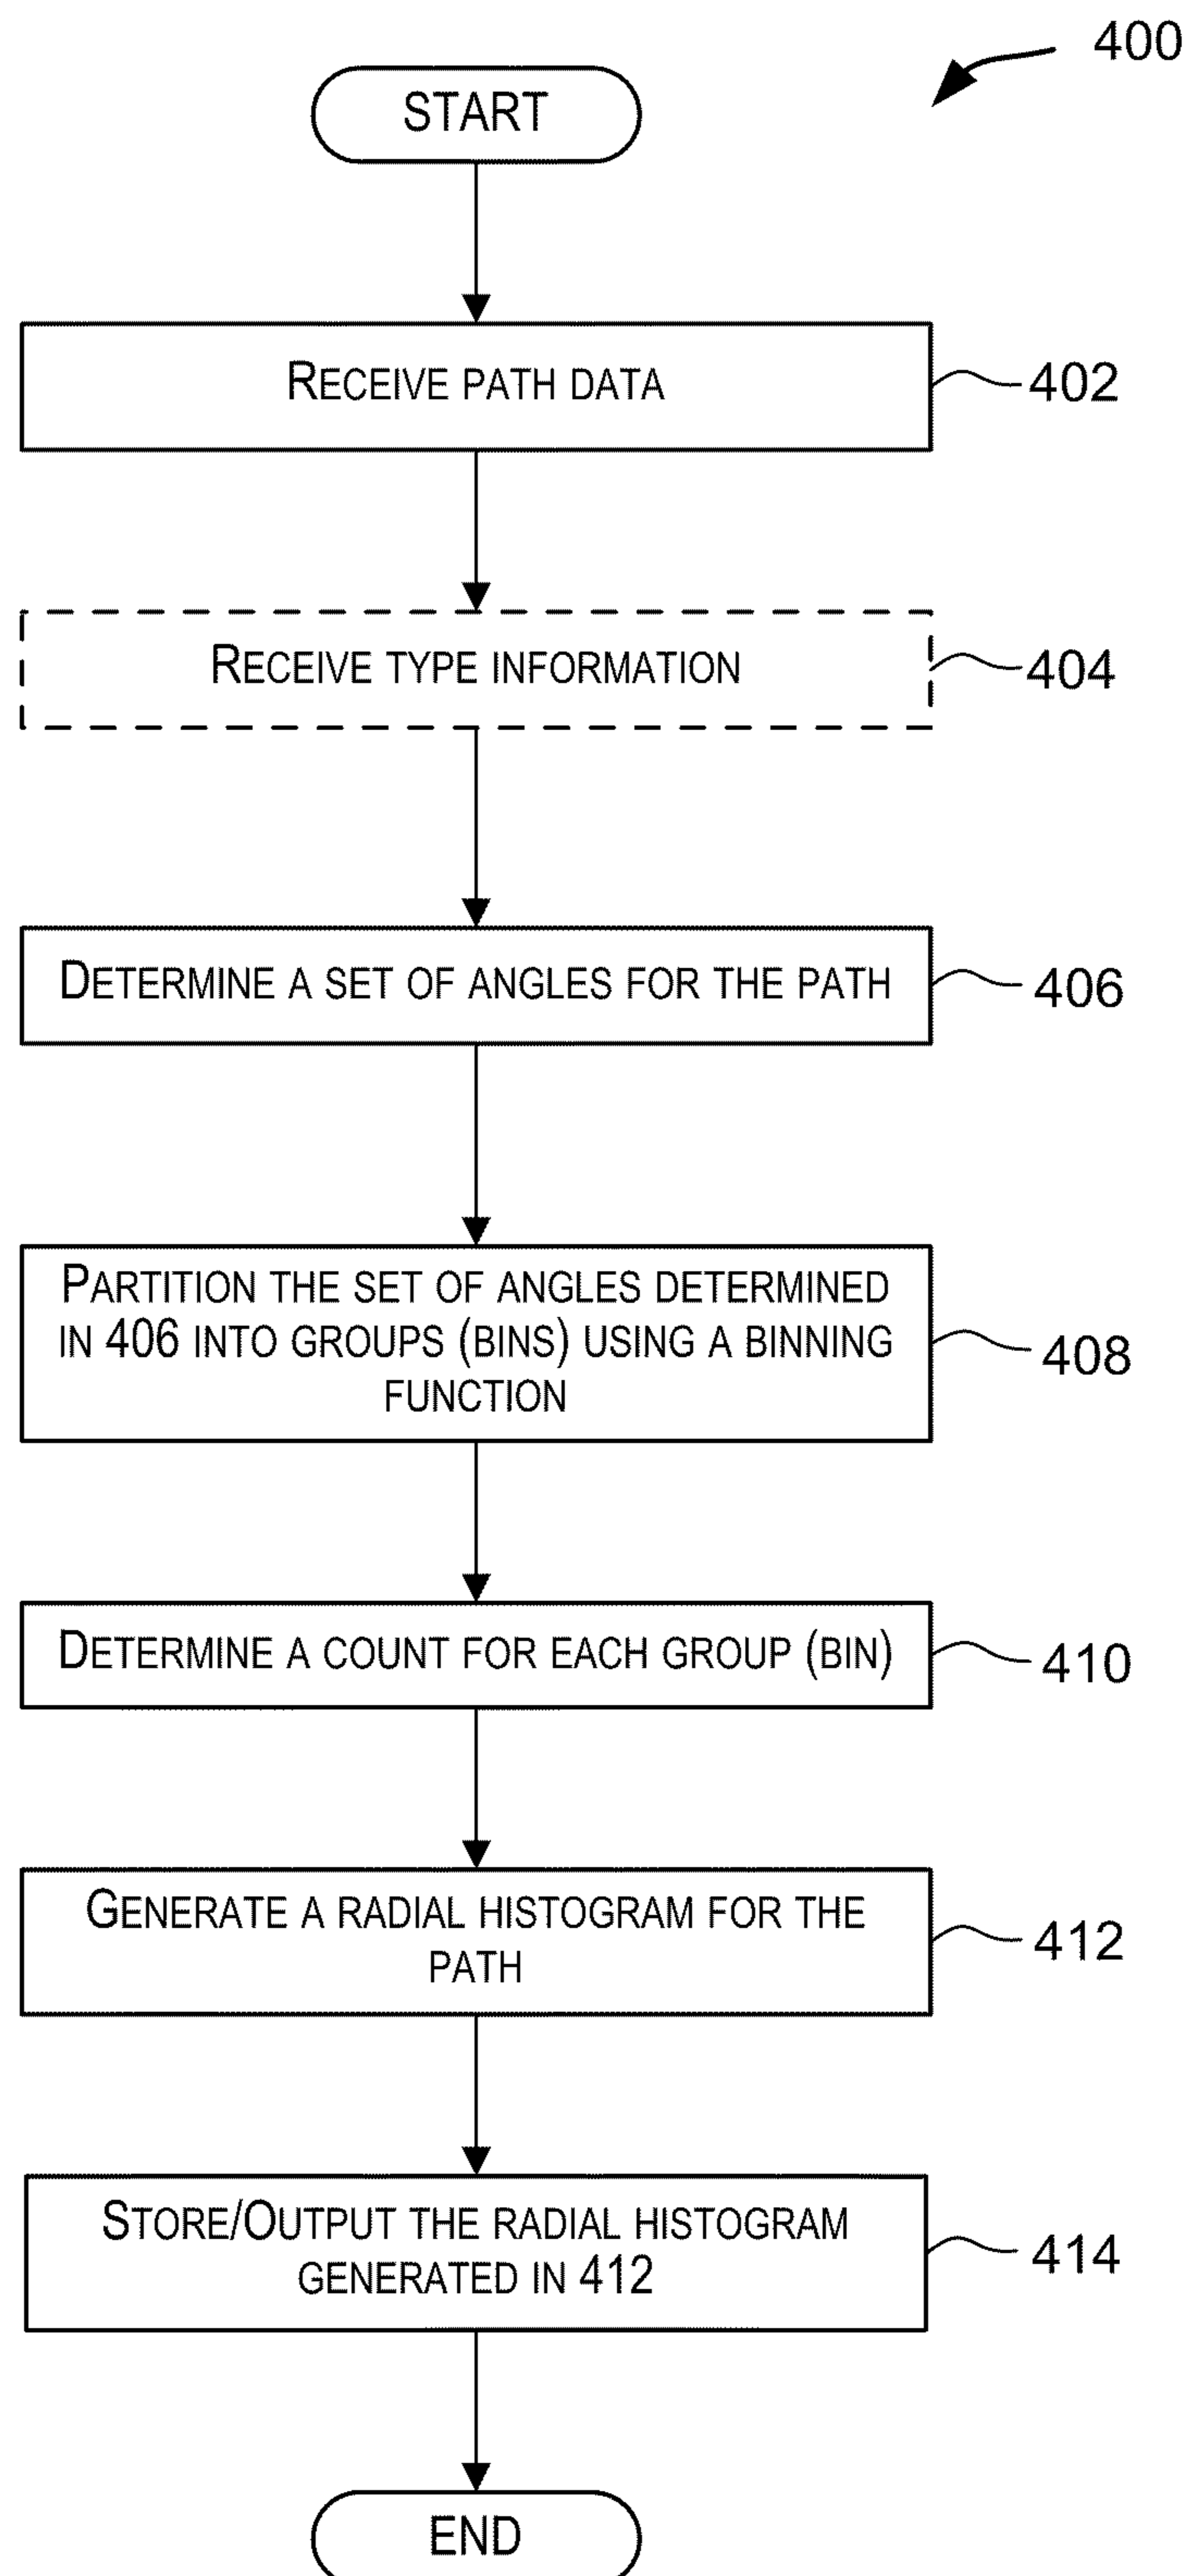 400
START
RECEIVE PATH DATA
402
RECEIVE TYPE INFORMATION
404
DETERMINE A SET OF ANGLES FOR THE PATH
406
PARTITION THE SET OF ANGLES DETERMINED
IN 406 INTO GROUPS (BINS) USING A BINNING
FUNCTION
408
DETERMINE A COUNT FOR EACH GROUP (BIN)
410
GENERATE A RADIAL HISTOGRAM FOR THE
PATH
412
STORE/OUTPUT THE RADIAL HISTOGRAM
GENERATED IN 412
414
END